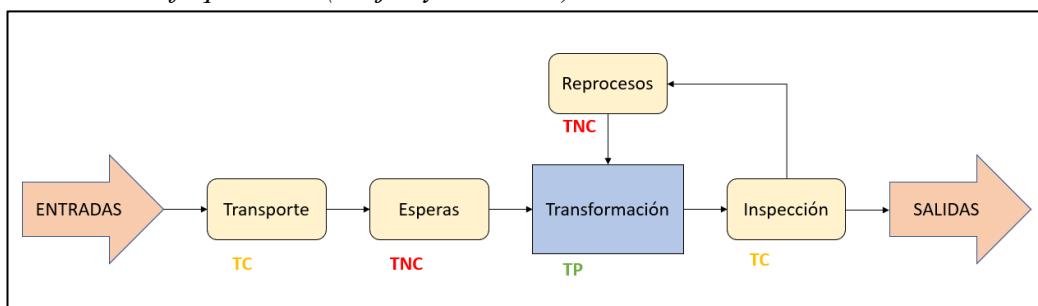 Reprocesos
TNC
ENTRADAS
Transporte
Esperas
Transformación
Inspección
SALIDAS
TC
TNC
TP
TC